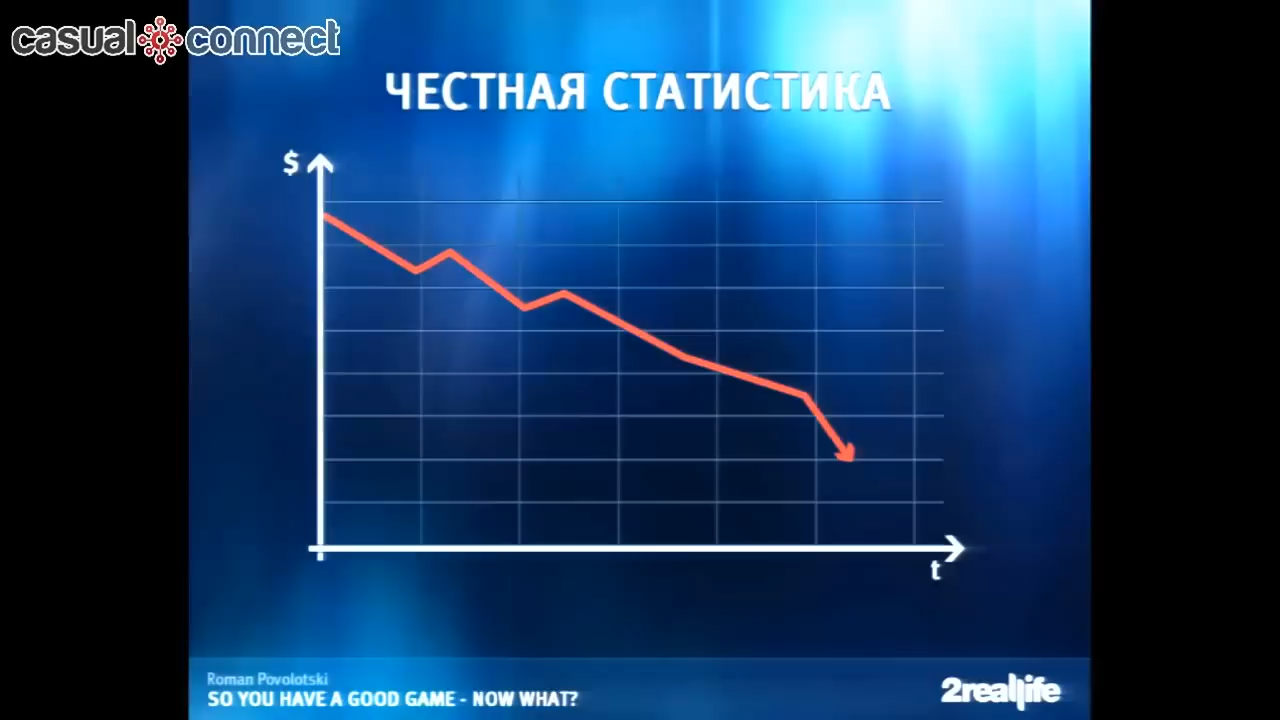 casual connect
ЧЕСТНАЯ СТАТИСТИКА
$
t
Roman Povolotski
SO YOU HAVE A GOOD GAME - NOW WHAT?
2reallife